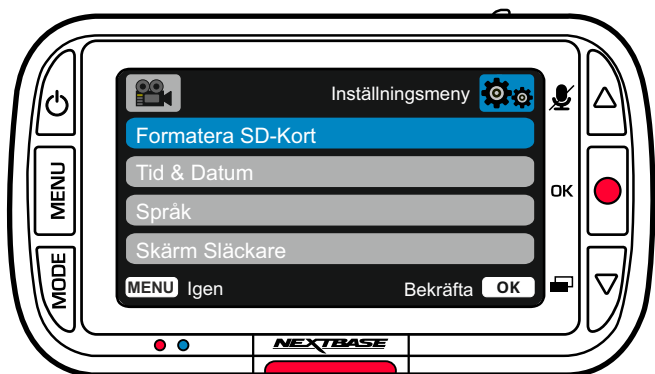 Inställningsmeny
Formatera SD-Kort
Tid & Datum
Språk
Skärm Släckare
MENU Igen
Bekräfta OK
MENU
MODE
OK
NEXTBASE